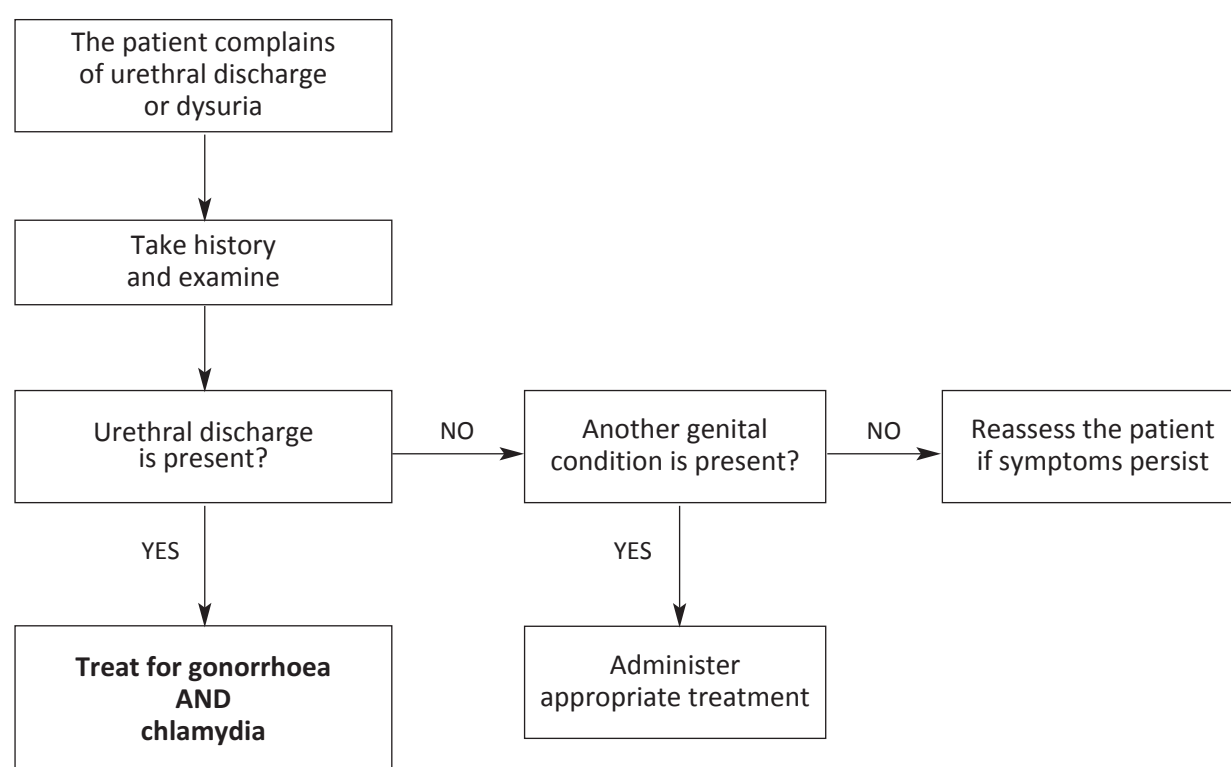 The patient complains
of urethral discharge
or dysuria
Take history
and examine
Urethral discharge
is present?
NO
Another genital
condition is present?
NO
Reassess the patient
if symptoms persist
YES
YES
Treat for gonorrhoea
AND
chlamydia
Administer
appropriate treatment